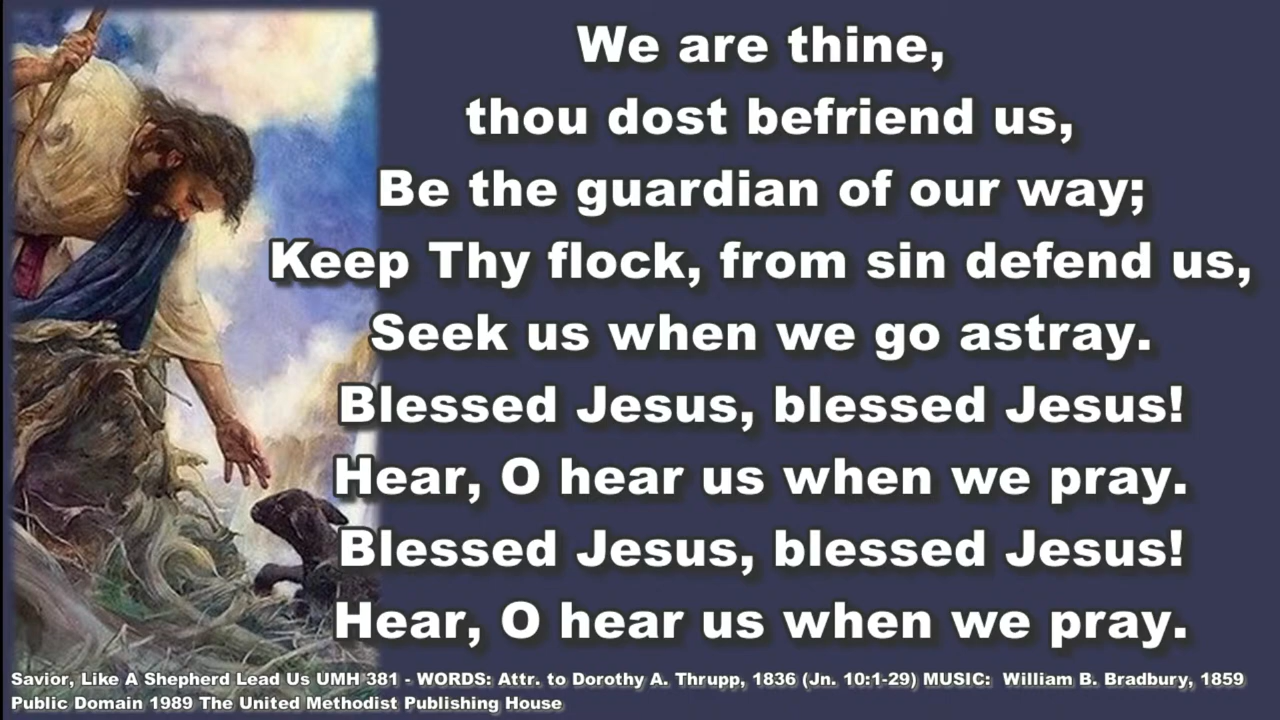 We are thine,
thou dost befriend us,
Be the guardian of our way;
Keep Thy flock, from sin defend us,
Seek us when we go astray.
Blessed Jesus, blessed Jesus!
Hear, O hear us when we pray.
Blessed Jesus, blessed Jesus!
Hear, O hear us when we pray.
Savior, Like A Shepherd Lead Us UMH 381 - WORDS: Attr. to Dorothy A. Thrupp, 1836 (Jn. 10:1-29) MUSIC: William B. Bradbury, 1859
Public Domain 1989 The United Methodist Publishing House